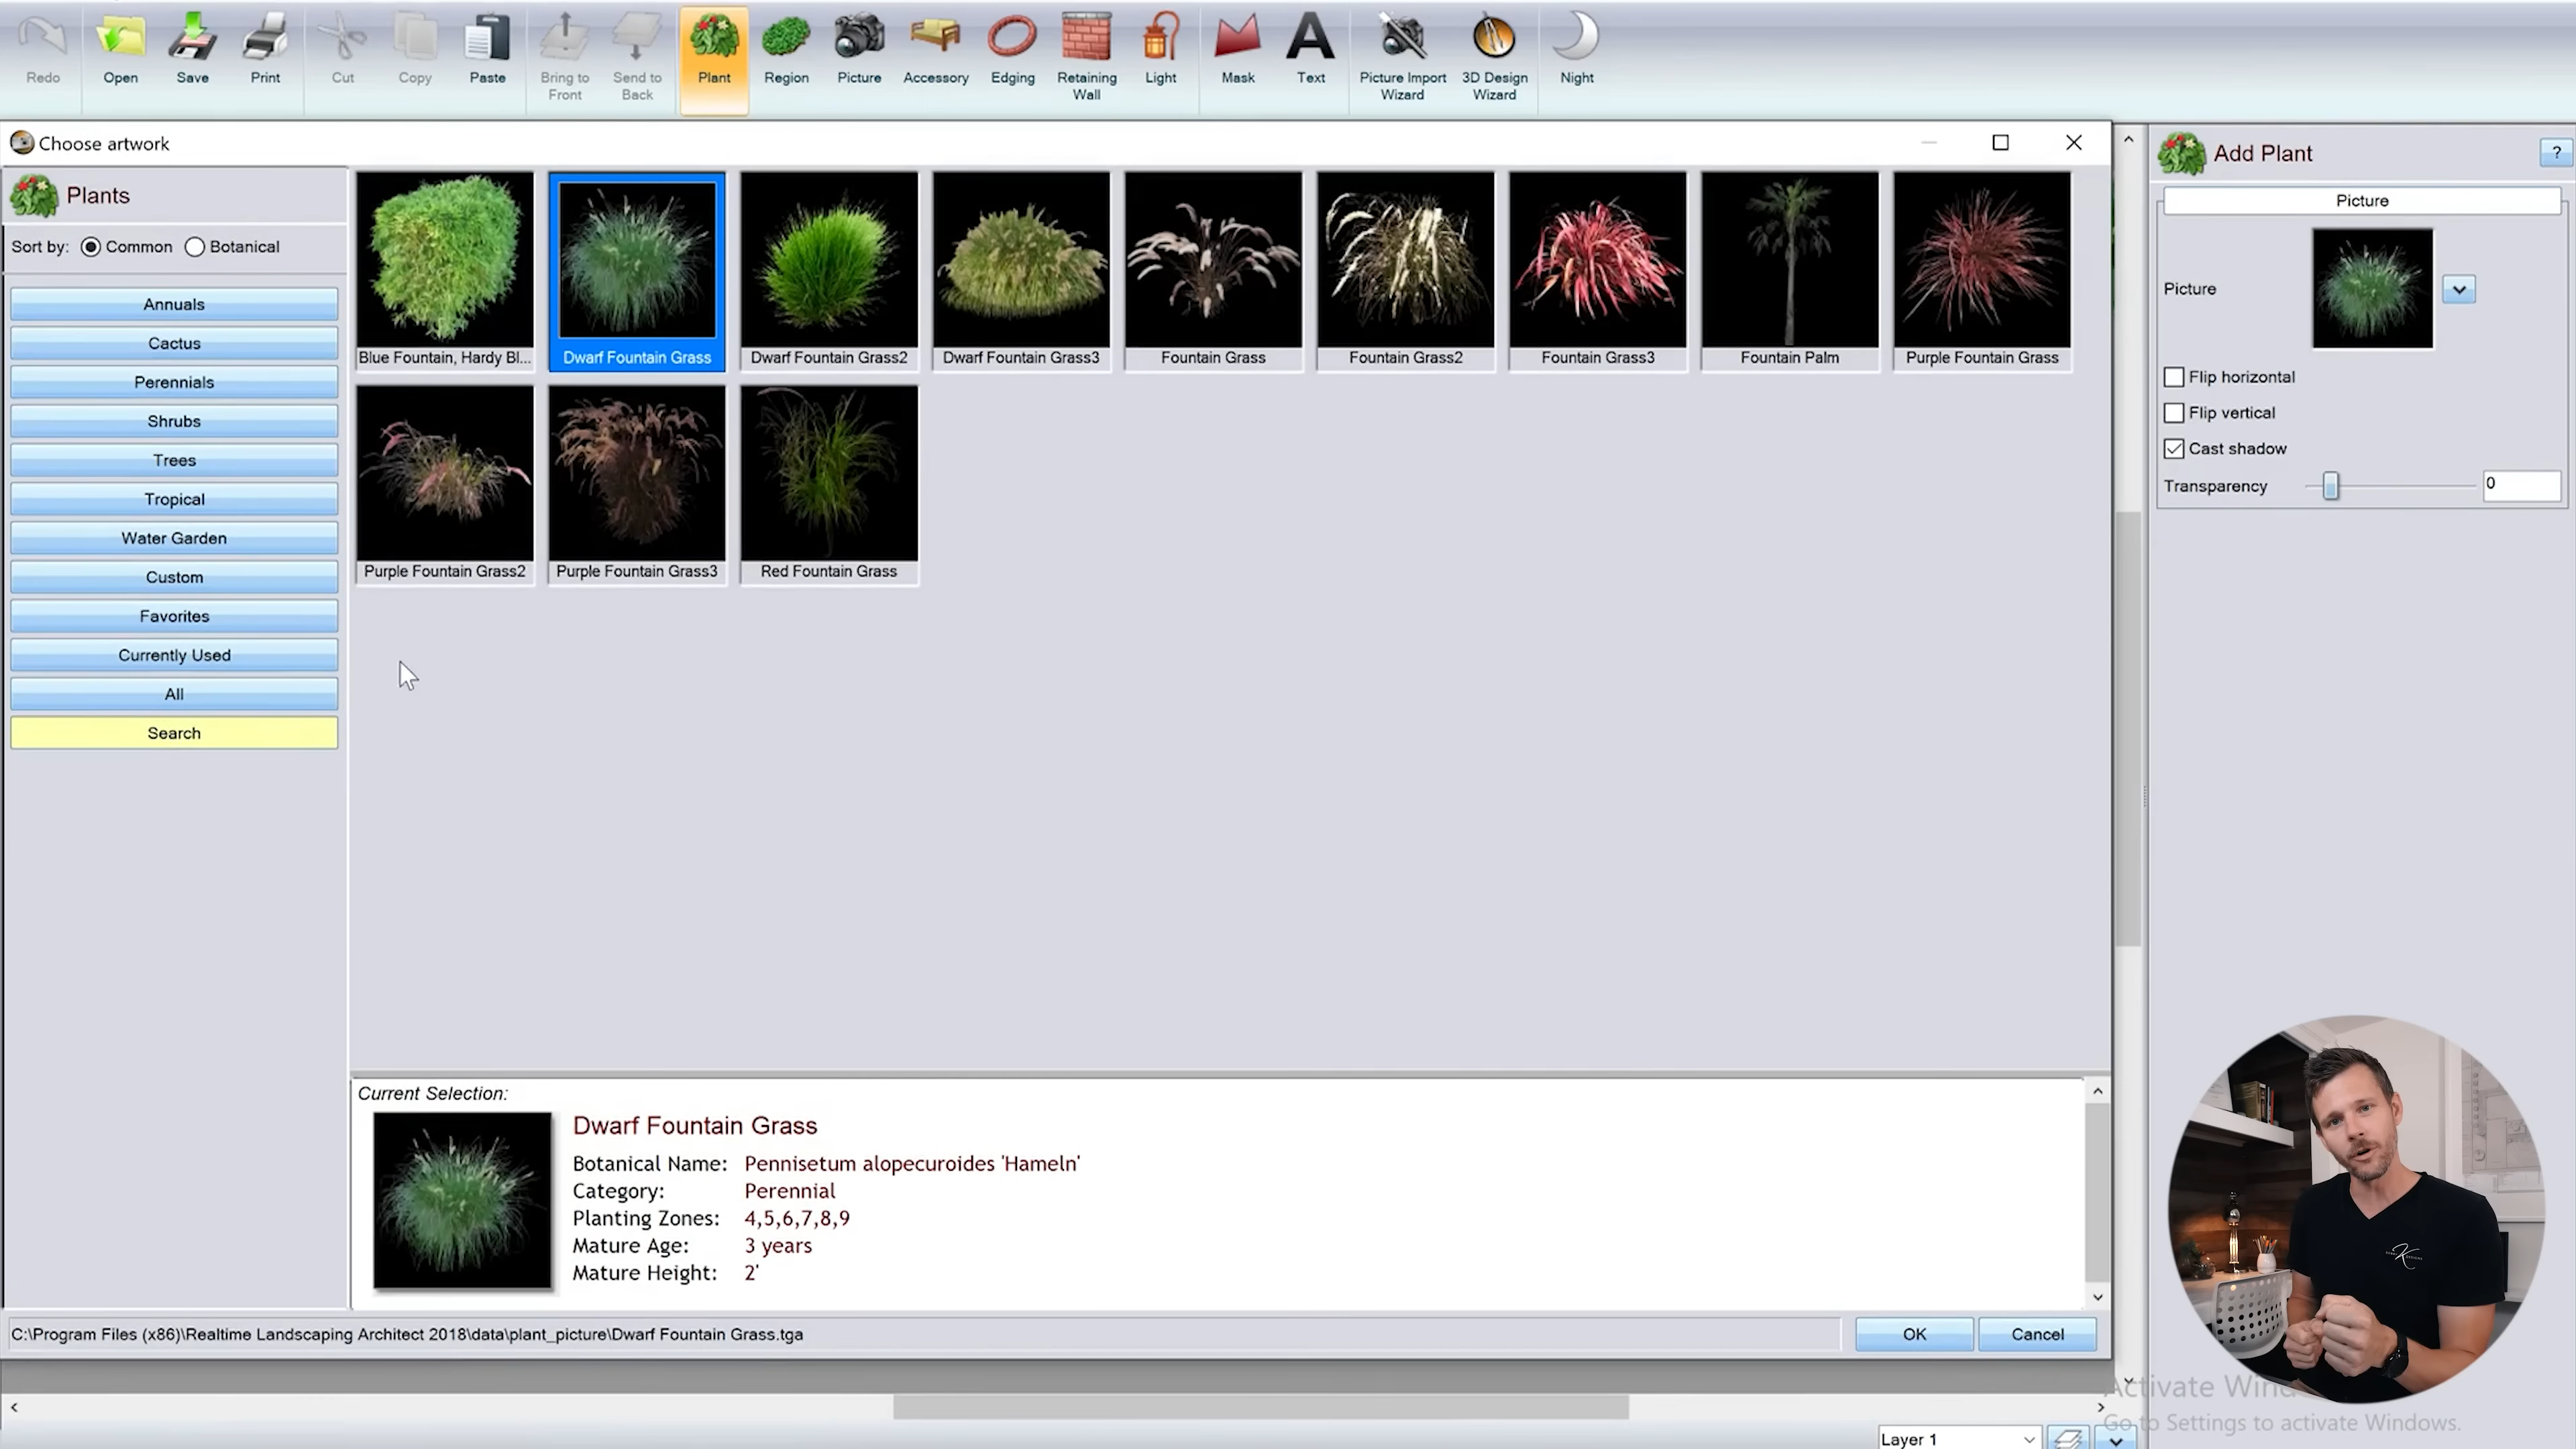 Redo
Open
Save
Print
Cut
Copy
Paste
Bring to Front
Send to Back
Plant
Region
Picture
Accessory
Edging
Retaining Wall
Light
Mask
Text
Picture Import Wizard
3D Design Wizard
Night
Choose artwork
Plants
Sort by: Common Botanical
Annuals
Cactus
Perennials
Shrubs
Trees
Tropical
Water Garden
Custom
Favorites
Currently Used
All
Search
Blue Fountain, Hardy Bl...
Dwarf Fountain Grass
Dwarf Fountain Grass2
Dwarf Fountain Grass3
Fountain Grass
Fountain Grass2
Fountain Grass3
Fountain Palm
Purple Fountain Grass
Purple Fountain Grass2
Purple Fountain Grass3
Red Fountain Grass
Current Selection:
Dwarf Fountain Grass
Botanical Name: Pennisetum alopecuroides 'Hameln'
Category: Perennial
Planting Zones: 4,5,6,7,8,9
Mature Age: 3 years
Mature Height: 2'
C:\Program Files (x86)\Realtime Landscaping Architect 2018\data\plant_picture\Dwarf Fountain Grass.tga
OK
Cancel
Add Plant
?
Picture
Picture
Flip horizontal
Flip vertical
Cast shadow
Transparency 0
Activate
Go to Settings to activate Windows.
Layer 1